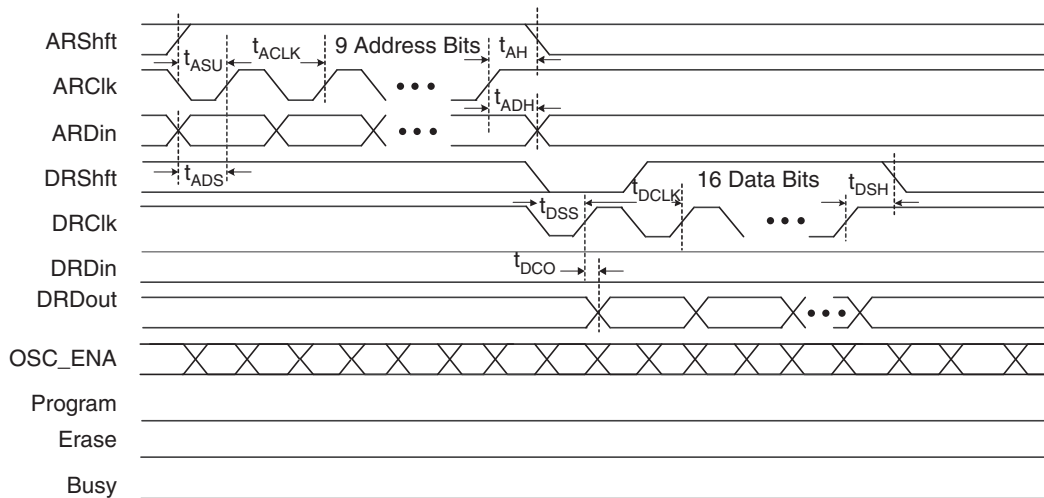 ARShft
9 Address Bits
tASU
tACLK
tAH
ARClk
tADH
ARDin
tADS
DRShft
16 Data Bits
tDSS
tDCLK
tDSH
DRClk
tDCO
DRDin
DRDout
OSC_ENA
Program
Erase
Busy